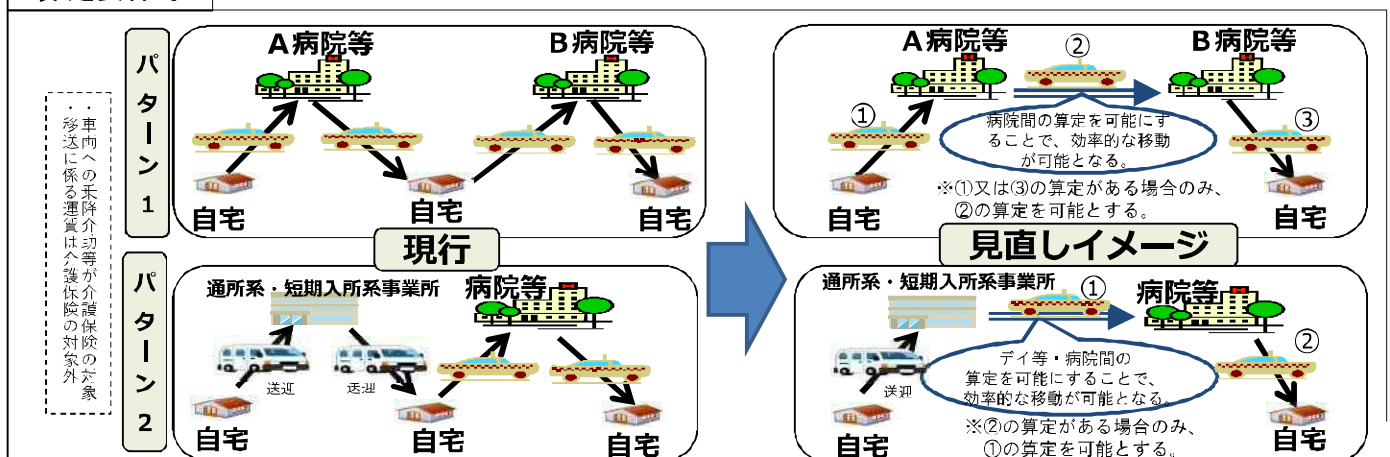 ・車両への乗降介助等が介護保険の対象
・移送に係る運賃は介護保険の対象外
パターン1
A病院等
B病院等
自宅
自宅
自宅
現行
パターン2
通所系・短期入所系事業所
病院等
送迎
送迎
自宅
自宅
自宅
A病院等
②
B病院等
①
③
病院間の算定を可能にす
ることで、効率的な移動
が可能となる。
※①又は③の算定がある場合のみ、
②の算定を可能とする。
自宅
自宅
見直しイメージ
通所系・短期入所系事業所
①
病院等
②
送迎
デイ等・病院間の
算定を可能にすることで、
効率的な移動が可能となる。
※②の算定がある場合のみ、
①の算定を可能とする。
自宅
自宅